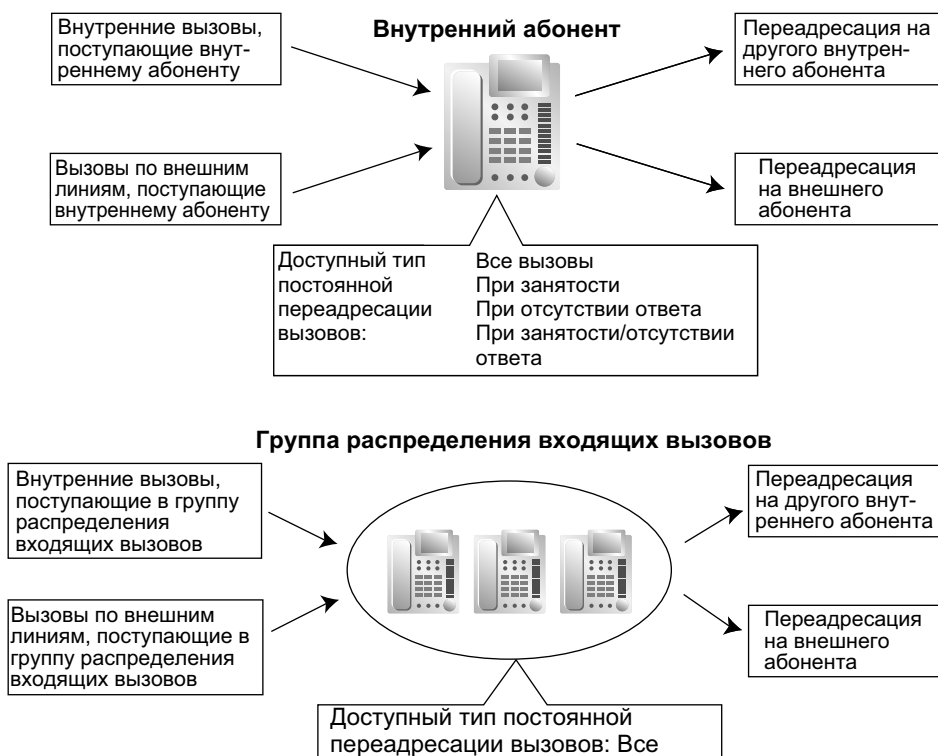 Внутренние вызовы,
поступающие внут-
реннему абоненту
Внутренний абонент
Переадресация на
другого внутрен-
него абонента
Вызовы по внешним
линиям, поступающие
внутреннему абоненту
Переадресация
на внешнего
абонента
Доступный тип
постоянной
переадресации
вызовов:
Все вызовы
При занятости
При отсутствии ответа
При занятости/отсутствии
ответа
Группа распределения входящих вызовов
Внутренние вызовы,
поступающие в группу
распределения
входящих вызовов
Переадресация
на другого внут-
реннего абонента
Вызовы по внешним
линиям, поступающие в
группу распределения
входящих вызовов
Переадресация
на внешнего
абонента
Доступный тип постоянной
переадресации вызовов: Все